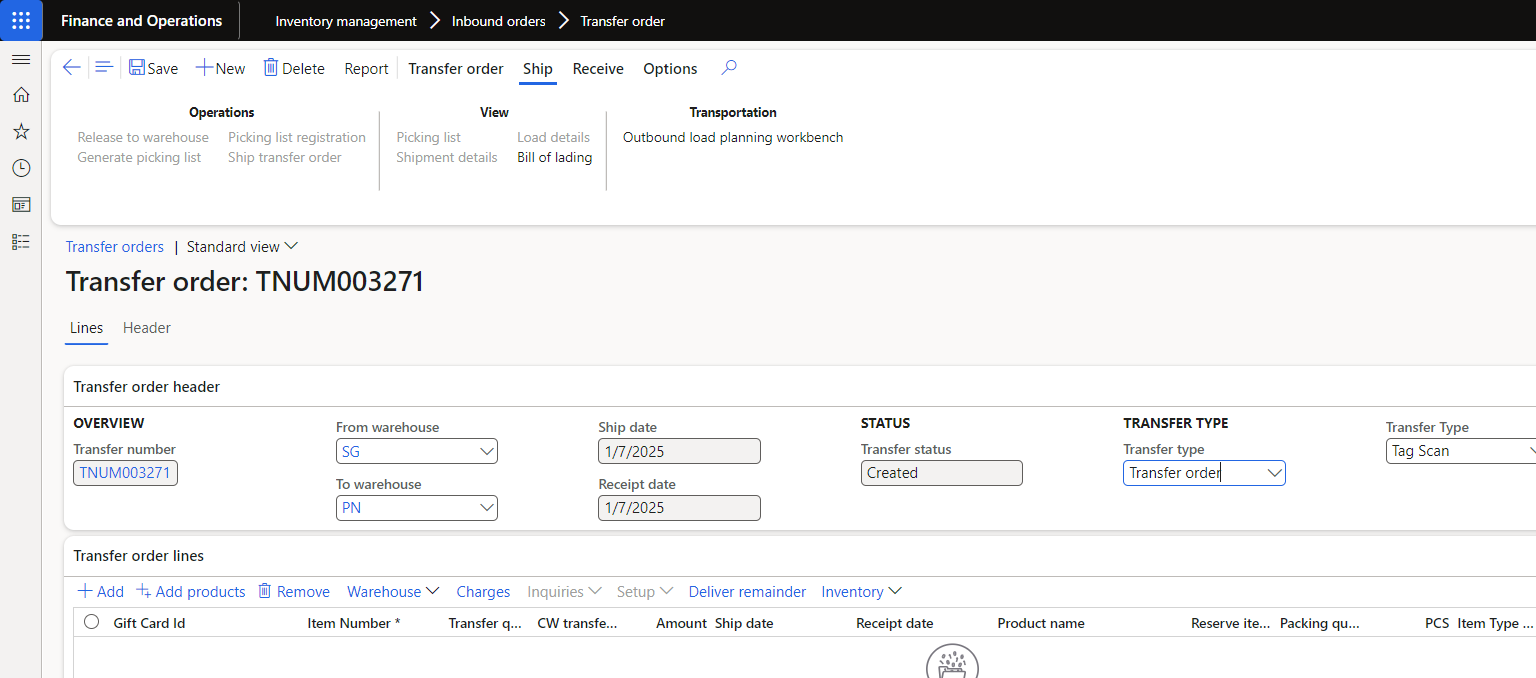 Finance and Operations Inventory management Inbound orders Transfer order
Save New Delete Report Transfer order Ship Receive Options
Operations View Transportation
Release to warehouse Picking list registration Picking list Load details Outbound load planning workbench
Generate picking list Ship transfer order Shipment details Bill of lading
Transfer orders | Standard view
Transfer order: TNUM003271
Lines Header
Transfer order header
OVERVIEW From warehouse Ship date STATUS TRANSFER TYPE Transfer Type
Transfer number SG 1/7/2025 Transfer status Transfer type Tag Scan
TNUM003271 To warehouse Receipt date Created Transfer order
PN 1/7/2025
Transfer order lines
Add Add products Remove Warehouse Charges Inquiries Setup Deliver remainder Inventory
Gift Card Id Item Number * Transfer q... CW transfe... Amount Ship date Receipt date Product name Reserve ite... Packing qu... PCS Item Type ...